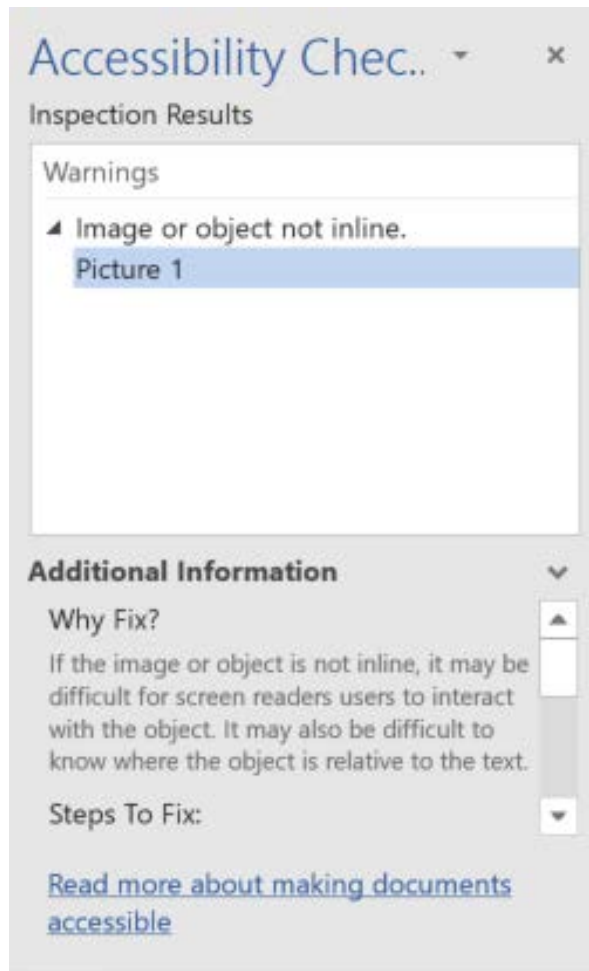 Accessibility Chec..
Inspection Results
Warnings
Image or object not inline.
Picture 1
Additional Information
Why Fix?
If the image or object is not inline, it may be
difficult for screen readers users to interact
with the object. It may also be difficult to
know where the object is relative to the text.
Steps To Fix:
Read more about making documents
accessible